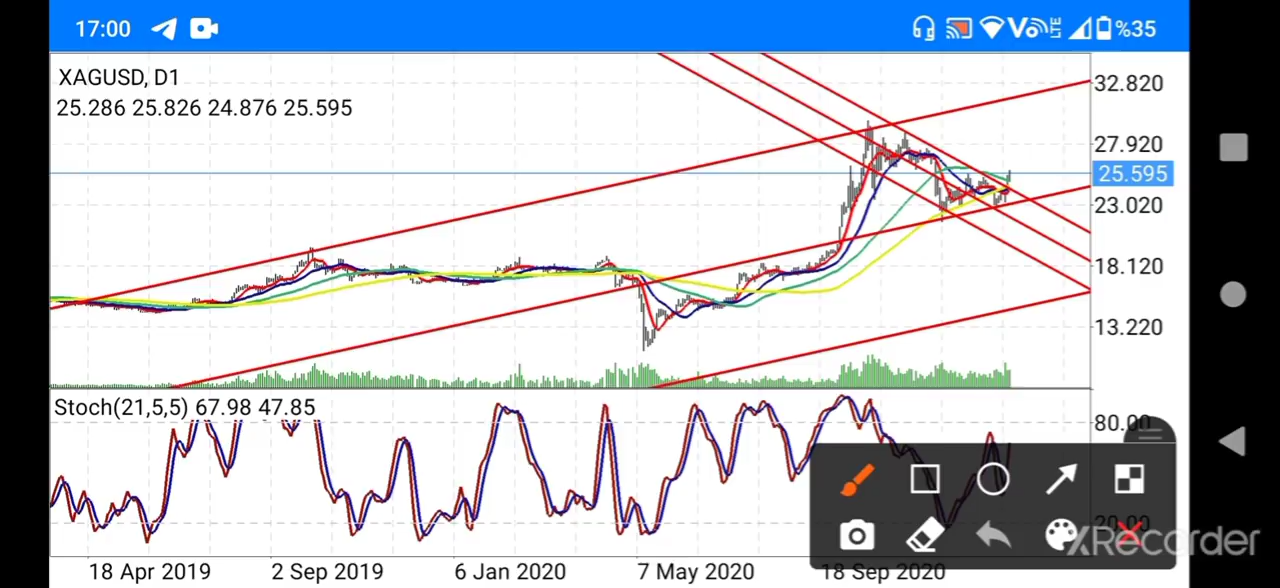 17:00 Vo LTE %35
XAGUSD, D1
25.286 25.826 24.876 25.595
32.820
27.920
25.595
23.020
18.120
13.220
Stoch(21,5,5) 67.98 47.85
80.00
20.00
XRecorder
18 Apr 2019 2 Sep 2019 6 Jan 2020 7 May 2020 18 Sep 2020